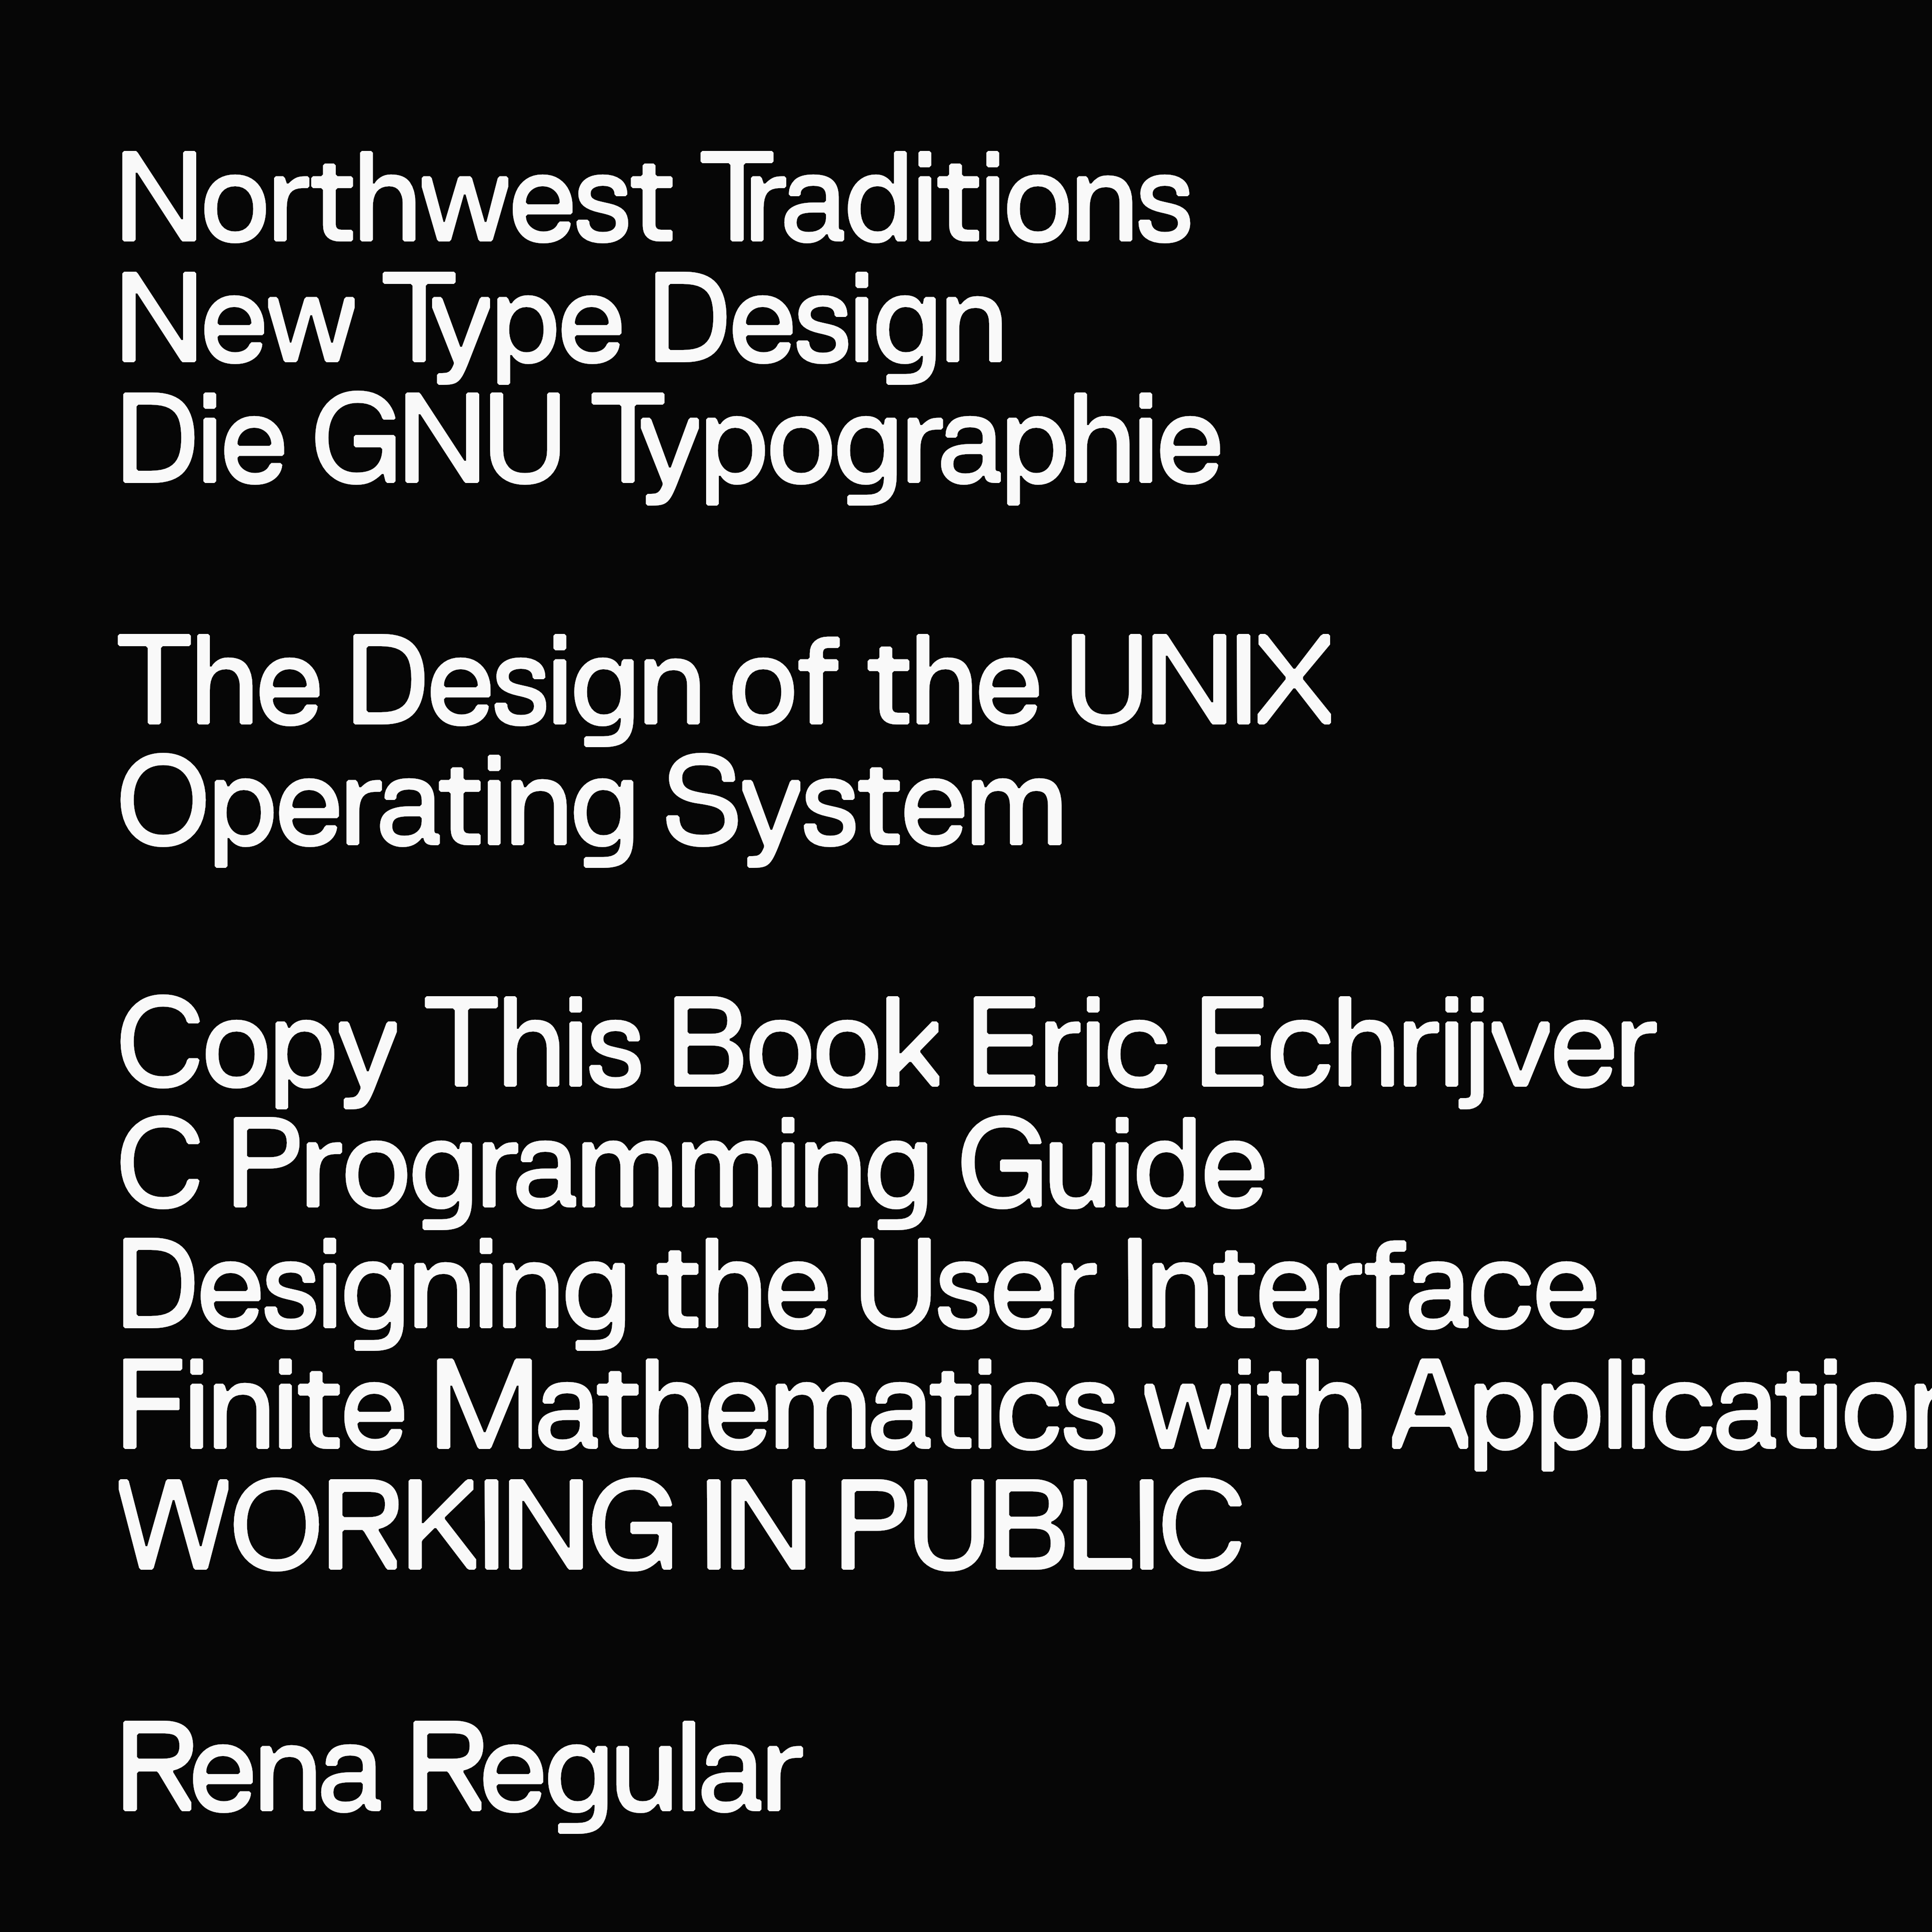 Northwest Traditions
New Type Design
Die GNU Typographie
The Design of the UNIX
Operating System
Copy This Book Eric Echrijver
C Programming Guide
Designing the User Interface
Finite Mathematics with Application
WORKING IN PUBLIC
Rena Regular